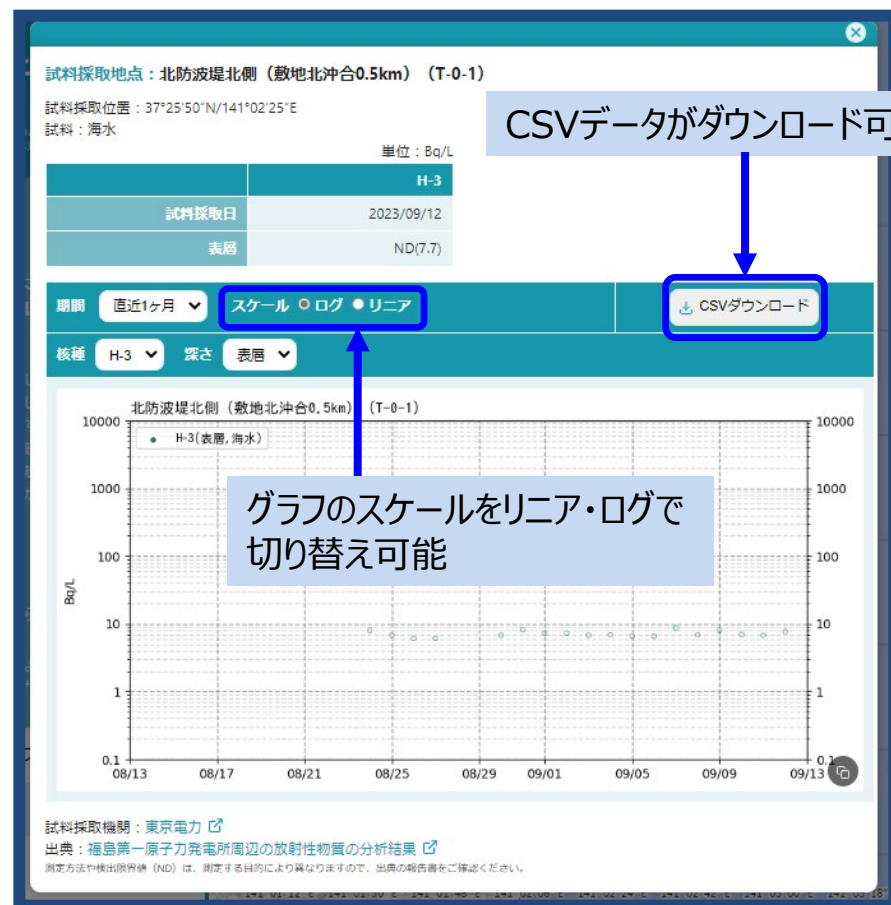 試料採取地点：北防波堤北側（敷地北沖合0.5km）（T-0-1）
試料採取位置：37°25'50"N/141°02'25"E
試料：海水
CSVデータがダウンロード可
単位：Bq/L
H-3
試料採取日 2023/09/12
表層 ND(7.7)
期間 直近1ヶ月 スケール ログ リニア CSVダウンロード
核種 H-3 深さ 表層
北防波堤北側（敷地北沖合0.5km）（T-0-1）
H-3(表層,海水)
グラフのスケールをリニア・ログで
切り替え可能
Bq/L
10000 10000
1000 1000
100 100
10 10
1 1
0.1 0.1
08/13 08/17 08/21 08/25 08/29 09/01 09/05 09/09 09/13
試料採取機関：東京電力
出典：福島第一原子力発電所周辺の放射性物質の分析結果
測定方法や検出限界値（ND）は、測定する目的により異なりますので、出典の報告書をご確認ください。